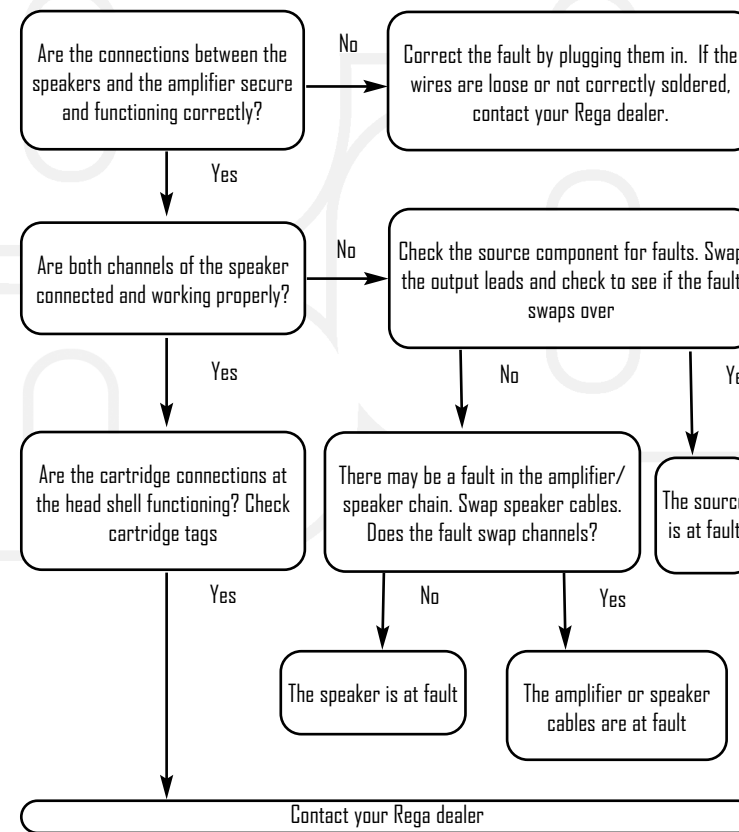 Are the connections between the
speakers and the amplifier secure
and functioning correctly?
No
Correct the fault by plugging them in. If the
wires are loose or not correctly soldered,
contact your Rega dealer.
Yes
Are both channels of the speaker
connected and working properly?
No
Check the source component for faults. Swap
the output leads and check to see if the fault
swaps over
Yes
No
Are the cartridge connections at
the head shell functioning? Check
cartridge tags
There may be a fault in the amplifier/
speaker chain. Swap speaker cables.
Does the fault swap channels?
The source
is at fault
Yes
No
Yes
The speaker is at fault
The amplifier or speaker
cables are at fault
Contact your Rega dealer